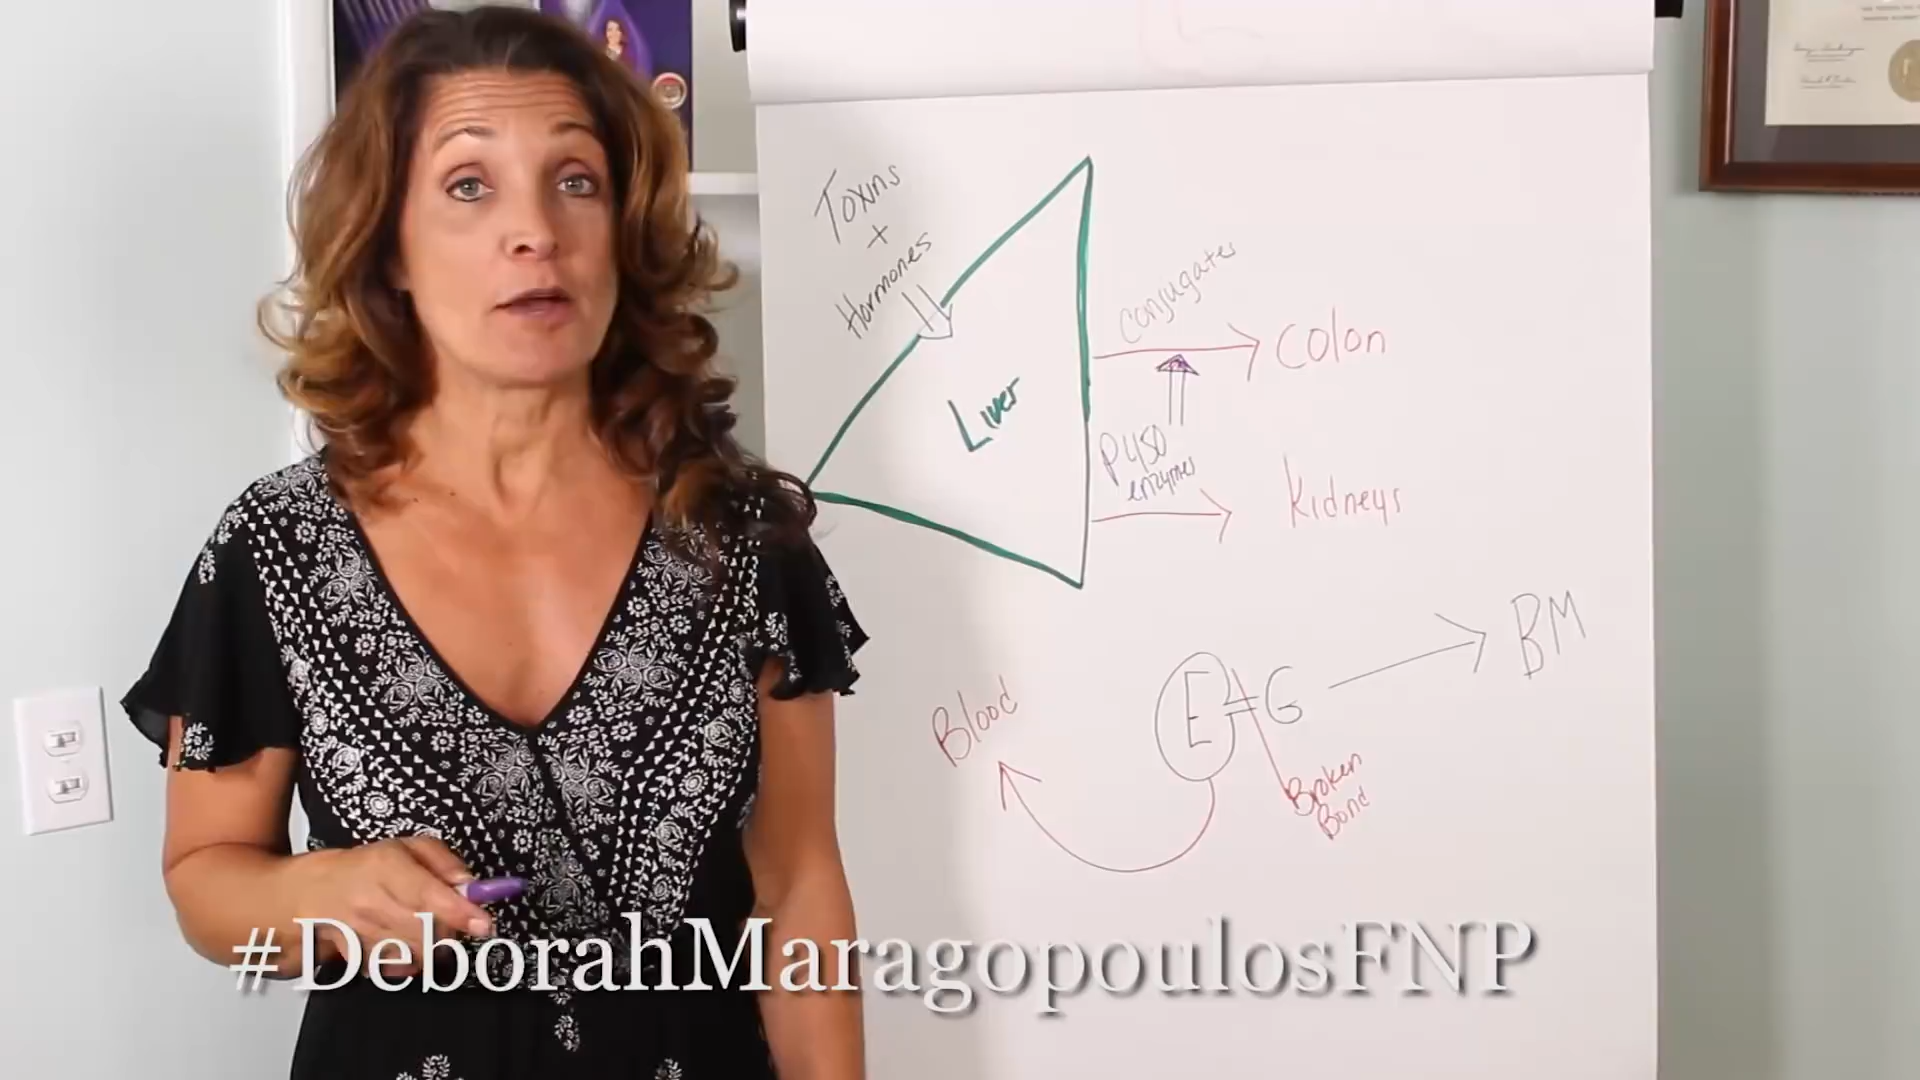 Toxins
+
Hormones
Liver
Conjugates
Colon
P450
enzymes
Kidneys
BM
E G
Blood
Broken
Bond
#DeborahMaragopoulosFNP